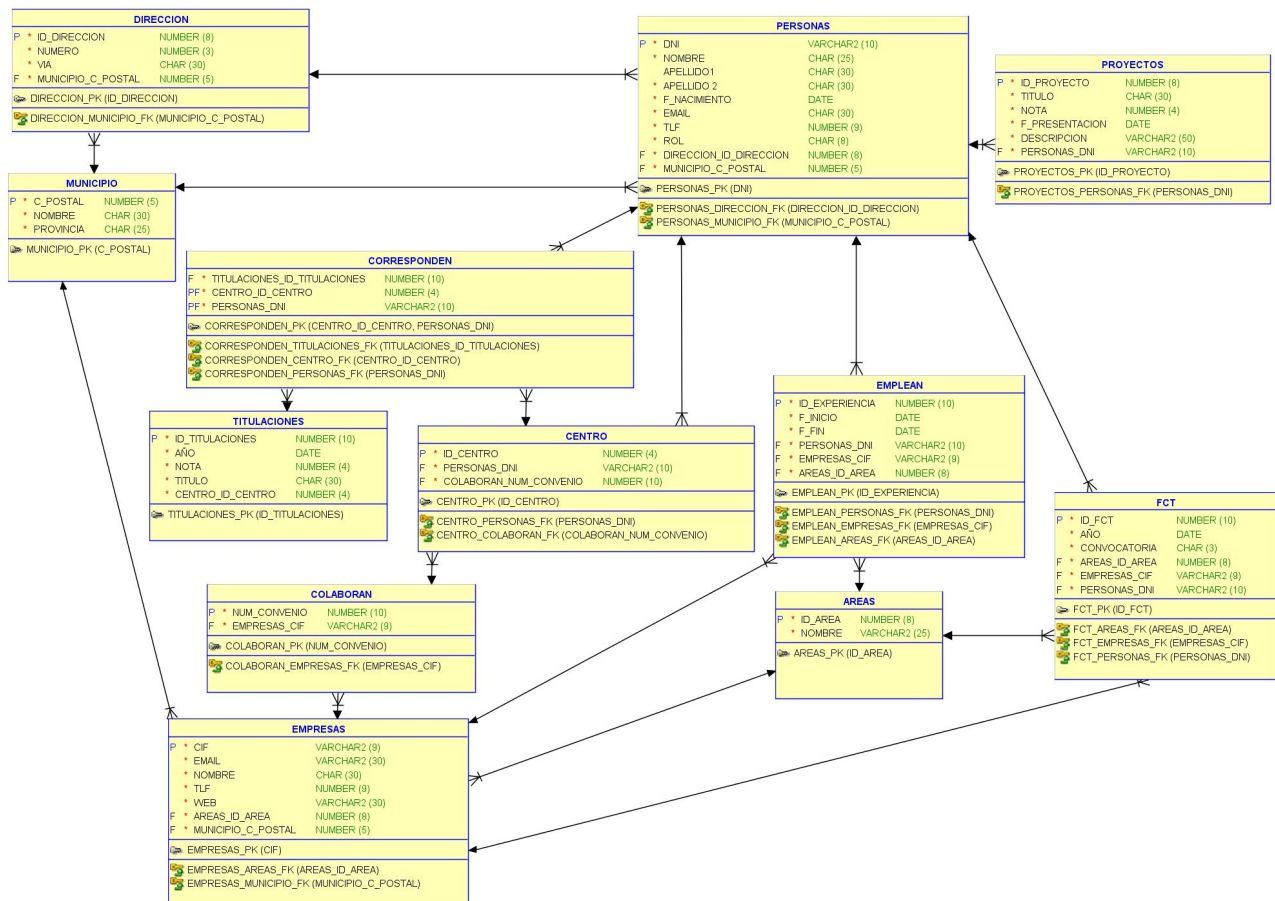 DIRECCION
P * ID_DIRECCION NUMBER (8)
* NUMERO NUMBER (3)
* VIA CHAR (30)
F * MUNICIPIO_C_POSTAL NUMBER (5)
DIRECCION_PK (ID_DIRECCION)
DIRECCION_MUNICIPIO_FK (MUNICIPIO_C_POSTAL)
PERSONAS
P * DNI VARCHAR2 (10)
* NOMBRE CHAR (25)
APELLIDO1 CHAR (30)
* APELLIDO 2 CHAR (30)
* F_NACIMIENTO DATE
* EMAIL CHAR (30)
* TLF NUMBER (9)
* ROL CHAR (8)
F * DIRECCION_ID_DIRECCION NUMBER (8)
F * MUNICIPIO_C_POSTAL NUMBER (5)
PERSONAS_PK (DNI)
PERSONAS_DIRECCION_FK (DIRECCION_ID_DIRECCION)
PERSONAS_MUNICIPIO_FK (MUNICIPIO_C_POSTAL)
PROYECTOS
P * ID_PROYECTO NUMBER (8)
* TITULO CHAR (30)
* NOTA NUMBER (4)
* F_PRESENTACION DATE
* DESCRIPCION VARCHAR2 (50)
F * PERSONAS_DNI VARCHAR2 (10)
PROYECTOS_PK (ID_PROYECTO)
PROYECTOS_PERSONAS_FK (PERSONAS_DNI)
MUNICIPIO
P * C_POSTAL NUMBER (5)
* NOMBRE CHAR (30)
* PROVINCIA CHAR (25)
MUNICIPIO_PK (C_POSTAL)
CORRESPONDEN
F * TITULACIONES_ID_TITULACIONES NUMBER (10)
PF * CENTRO_ID_CENTRO NUMBER (4)
PF * PERSONAS_DNI VARCHAR2 (10)
CORRESPONDEN_PK (CENTRO_ID_CENTRO, PERSONAS_DNI)
CORRESPONDEN_TITULACIONES_FK (TITULACIONES_ID_TITULACIONES)
CORRESPONDEN_CENTRO_FK (CENTRO_ID_CENTRO)
CORRESPONDEN_PERSONAS_FK (PERSONAS_DNI)
TITULACIONES
P * ID_TITULACIONES NUMBER (10)
* AÑO DATE
* NOTA NUMBER (4)
* TITULO CHAR (30)
* CENTRO_ID_CENTRO NUMBER (4)
TITULACIONES_PK (ID_TITULACIONES)
CENTRO
P * ID_CENTRO NUMBER (4)
F * PERSONAS_DNI VARCHAR2 (10)
F * COLABORAN_NUM_CONVENIO NUMBER (10)
CENTRO_PK (ID_CENTRO)
CENTRO_PERSONAS_FK (PERSONAS_DNI)
CENTRO_COLABORAN_FK (COLABORAN_NUM_CONVENIO)
EMPLEAN
P * ID_EXPERIENCIA NUMBER (10)
* F_INICIO DATE
* F_FIN DATE
F * PERSONAS_DNI VARCHAR2 (10)
F * EMPRESAS_CIF VARCHAR2 (9)
F * AREAS_ID_AREA NUMBER (8)
EMPLEAN_PK (ID_EXPERIENCIA)
EMPLEAN_PERSONAS_FK (PERSONAS_DNI)
EMPLEAN_EMPRESAS_FK (EMPRESAS_CIF)
EMPLEAN_AREAS_FK (AREAS_ID_AREA)
FCT
P * ID_FCT NUMBER (10)
* AÑO DATE
* CONVOCATORIA CHAR (3)
F * AREAS_ID_AREA NUMBER (8)
F * EMPRESAS_CIF VARCHAR2 (9)
F * PERSONAS_DNI VARCHAR2 (10)
FCT_PK (ID_FCT)
FCT_AREAS_FK (AREAS_ID_AREA)
FCT_EMPRESAS_FK (EMPRESAS_CIF)
FCT_PERSONAS_FK (PERSONAS_DNI)
COLABORAN
P * NUM_CONVENIO NUMBER (10)
F * EMPRESAS_CIF VARCHAR2 (9)
COLABORAN_PK (NUM_CONVENIO)
COLABORAN_EMPRESAS_FK (EMPRESAS_CIF)
AREAS
P * ID_AREA NUMBER (8)
* NOMBRE VARCHAR2 (25)
AREAS_PK (ID_AREA)
EMPRESAS
P * CIF VARCHAR2 (9)
* EMAIL VARCHAR2 (30)
* NOMBRE CHAR (30)
* TLF NUMBER (9)
* WEB VARCHAR2 (30)
F * AREAS_ID_AREA NUMBER (8)
F * MUNICIPIO_C_POSTAL NUMBER (5)
EMPRESAS_PK (CIF)
EMPRESAS_AREAS_FK (AREAS_ID_AREA)
EMPRESAS_MUNICIPIO_FK (MUNICIPIO_C_POSTAL)